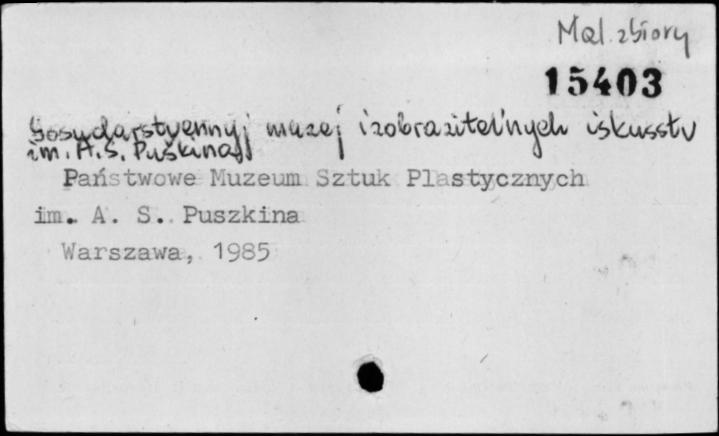 Mal. zbiory
15403
Gosudarstvennyj muzej izobrazitel'nych iskusstv
im. A.S. Puškina
Państwowe Muzeum Sztuk Plastycznych
im. A. S. Puszkina
Warszawa, 1985